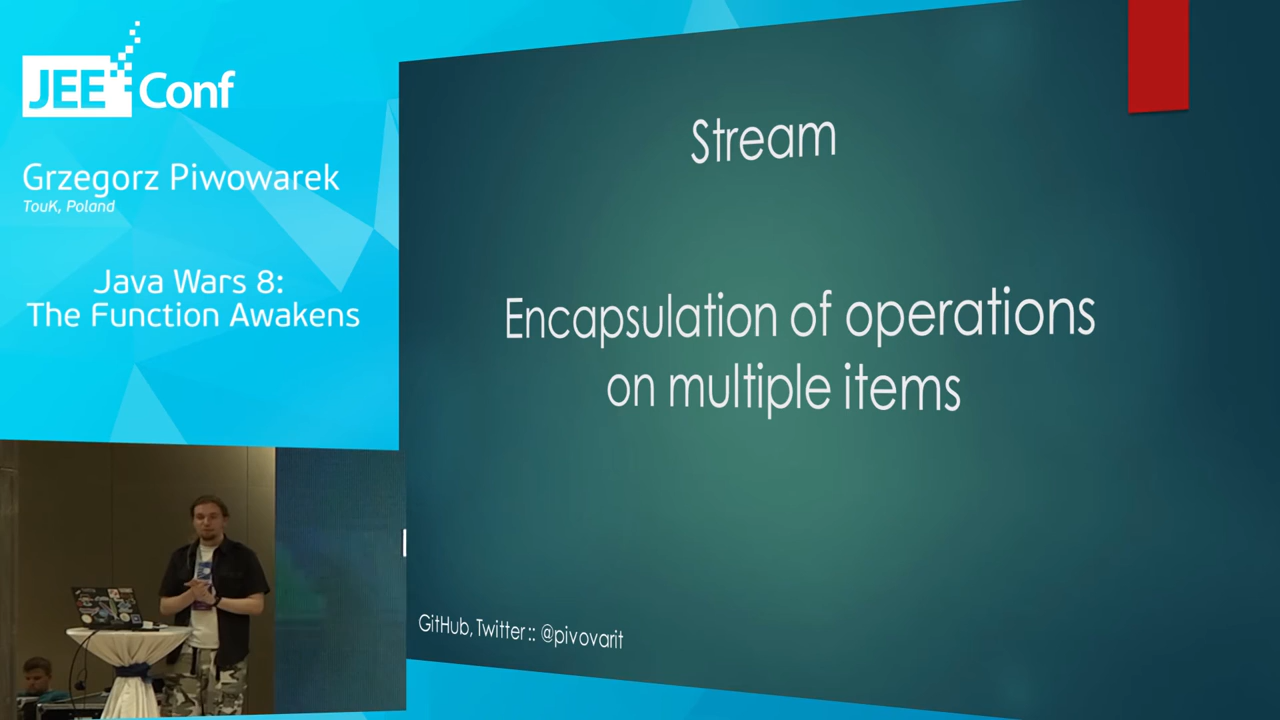 JEE Conf
Grzegorz Piwowarek
TouK, Poland
Java Wars 8:
The Function Awakens
Stream
Encapsulation of operations
on multiple items
GitHub, Twitter :: @pivovarit